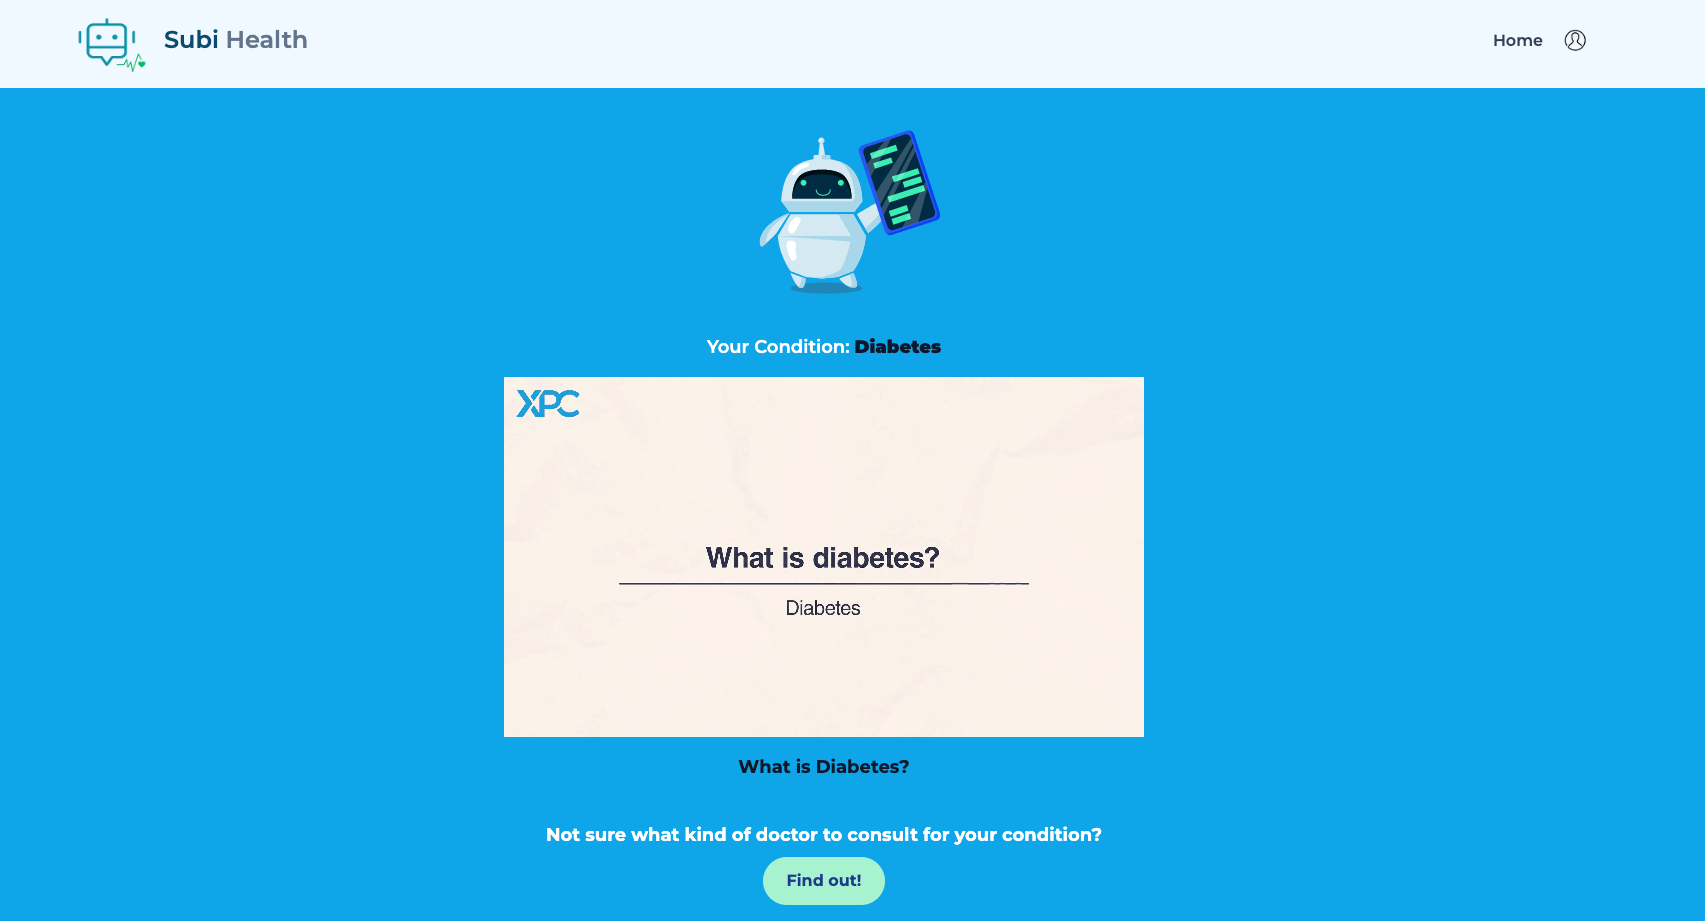 Subi Health
Home
Your Condition: Diabetes
XPC
What is diabetes?
Diabetes
What is Diabetes?
Not sure what kind of doctor to consult for your condition?
Find out!